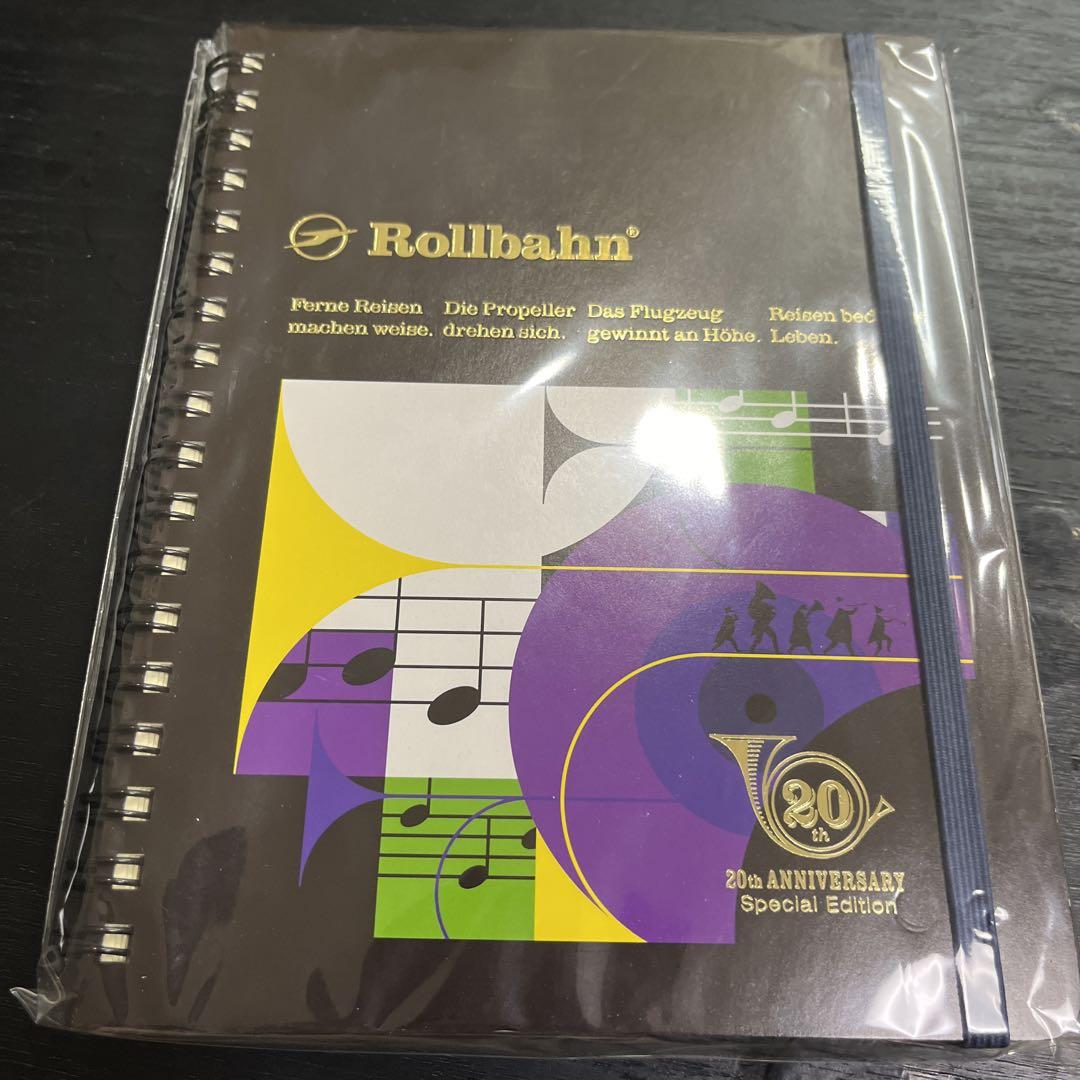 Rollbahn®
Ferne Reisen
machen weise.
Die Propeller
drehen sich.
Das Flugzeug
gewinnt an Höhe.
Reisen
Leben.
20
th
20th ANNIVERSARY
Special Edition